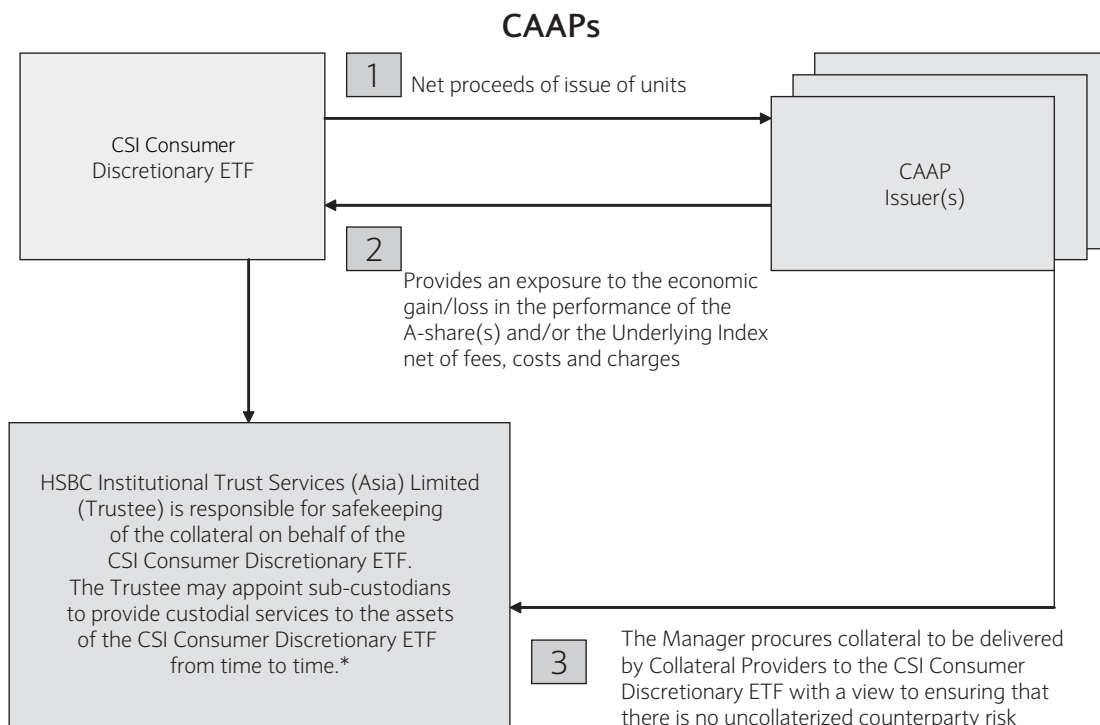 CAAPs
1
Net proceeds of issue of units
CSI Consumer
Discretionary ETF
CAAP
Issuer(s)
2
Provides an exposure to the economic
gain/loss in the performance of the
A-share(s) and/or the Underlying Index
net of fees, costs and charges
HSBC Institutional Trust Services (Asia) Limited
(Trustee) is responsible for safekeeping
of the collateral on behalf of the
CSI Consumer Discretionary ETF.
The Trustee may appoint sub-custodians
to provide custodial services to the assets
of the CSI Consumer Discretionary ETF
from time to time.*
3
The Manager procures collateral to be delivered
by Collateral Providers to the CSI Consumer
Discretionary ETF with a view to ensuring that
there is no uncollaterized counterparty risk